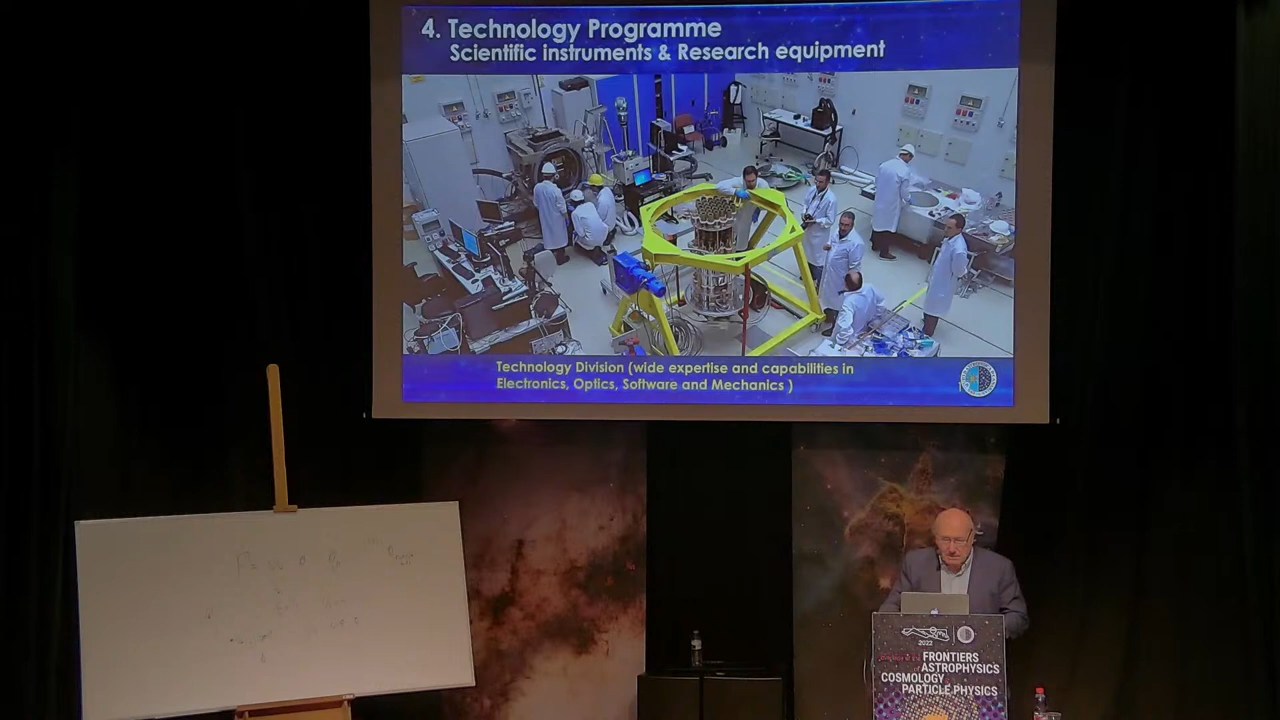 4. Technology Programme
Scientific instruments & Research equipment
Technology Division (wide expertise and capabilities in
Electronics, Optics, Software and Mechanics )
2022
FRONTIERS
ASTROPHYSICS
COSMOLOGY
PARTICLE PHYSICS